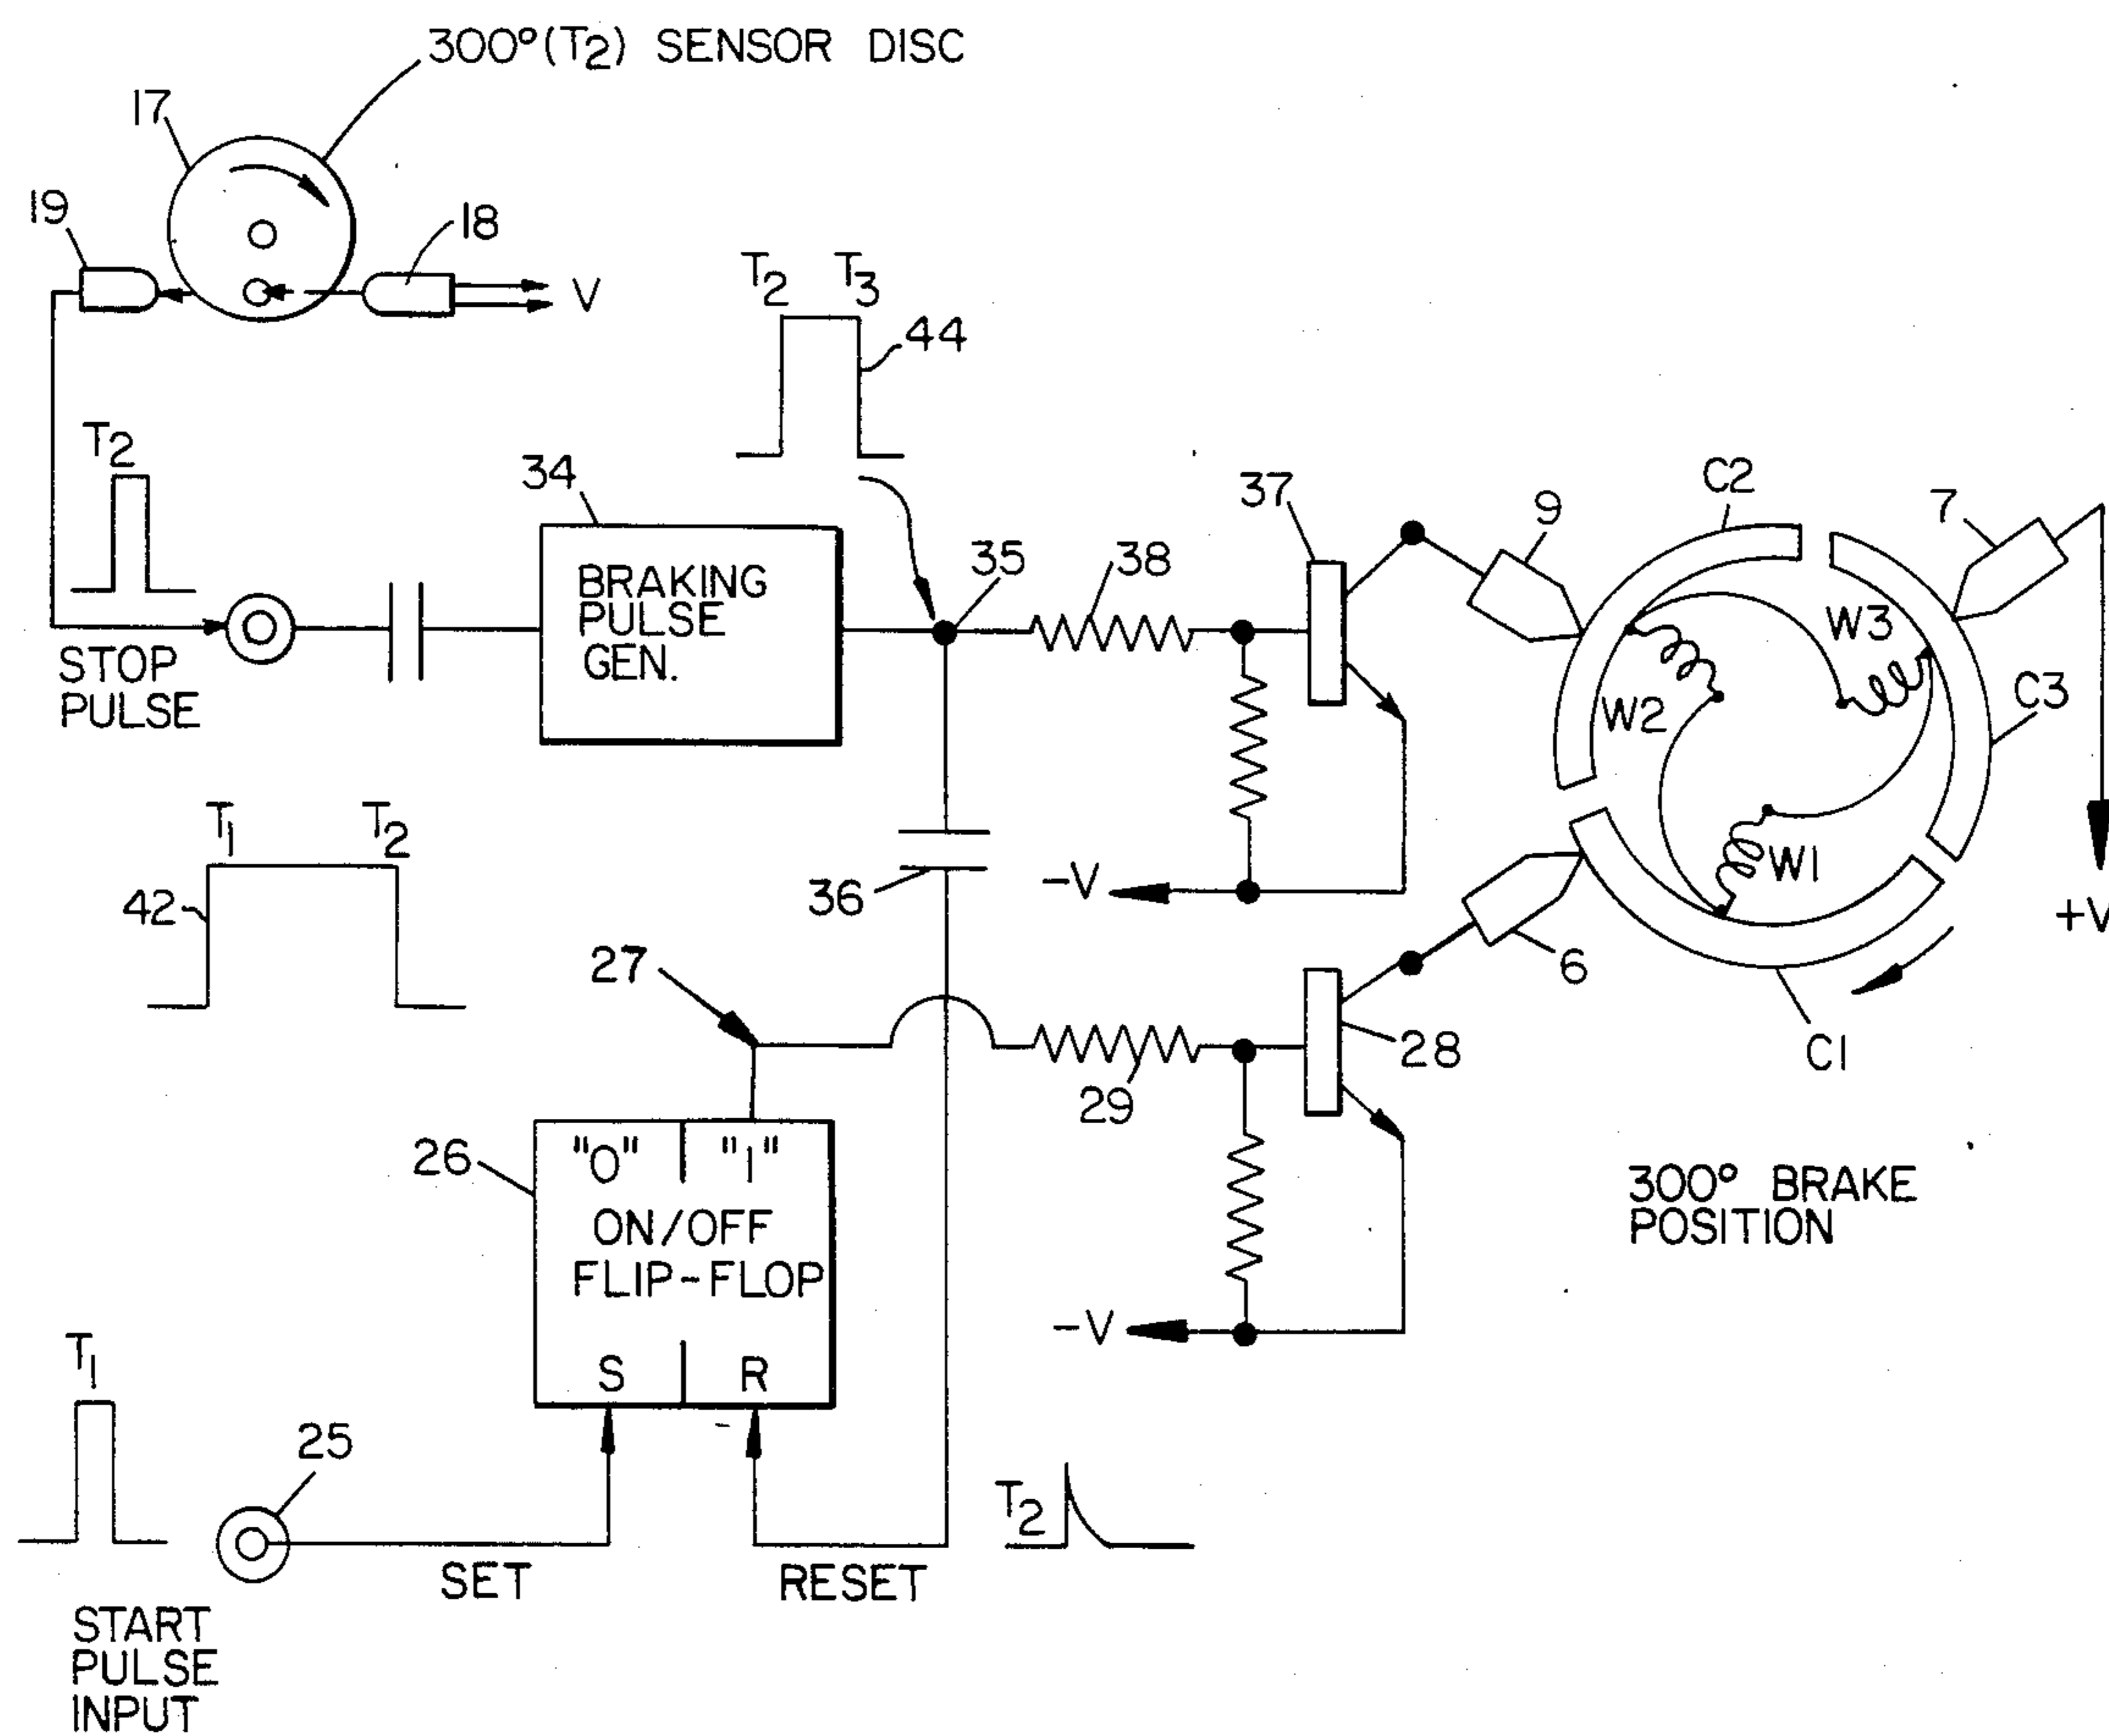 300°(T2) SENSOR DISC
17
19
18
V
T2 T3
44
T2
34
BRAKING
PULSE
GEN.
35
38
37
9
C2
7
W3
W2
C3
W1
STOP
PULSE
T1 T2
42
36
-V
+V
6
C1
27
28
29
26
"0" "1"
ON/OFF
FLIP-FLOP
S R
-V
300° BRAKE
POSITION
T1
25
SET
RESET
T2
START
PULSE
INPUT